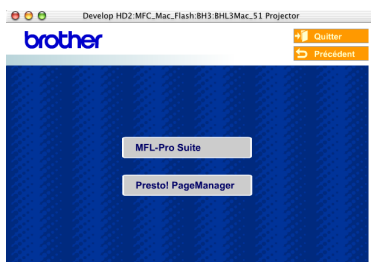 Develop HD2:MFC_Mac_Flash:BH3:BHL3Mac_51 Projector
brother
Quitter
Précédent
MFL-Pro Suite
Presto! PageManager